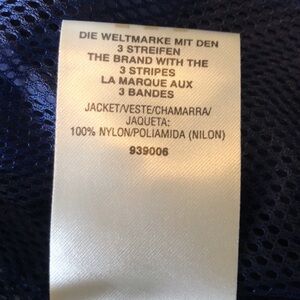 DIE WELTMARKE MIT DEN
3 STREIFEN
THE BRAND WITH THE
3 STRIPES
LA MARQUE AUX
3 BANDES
JACKET/VESTE/CHAMARRA/
JAQUETA:
100% NYLON/POLIAMIDA (NILON)
939006